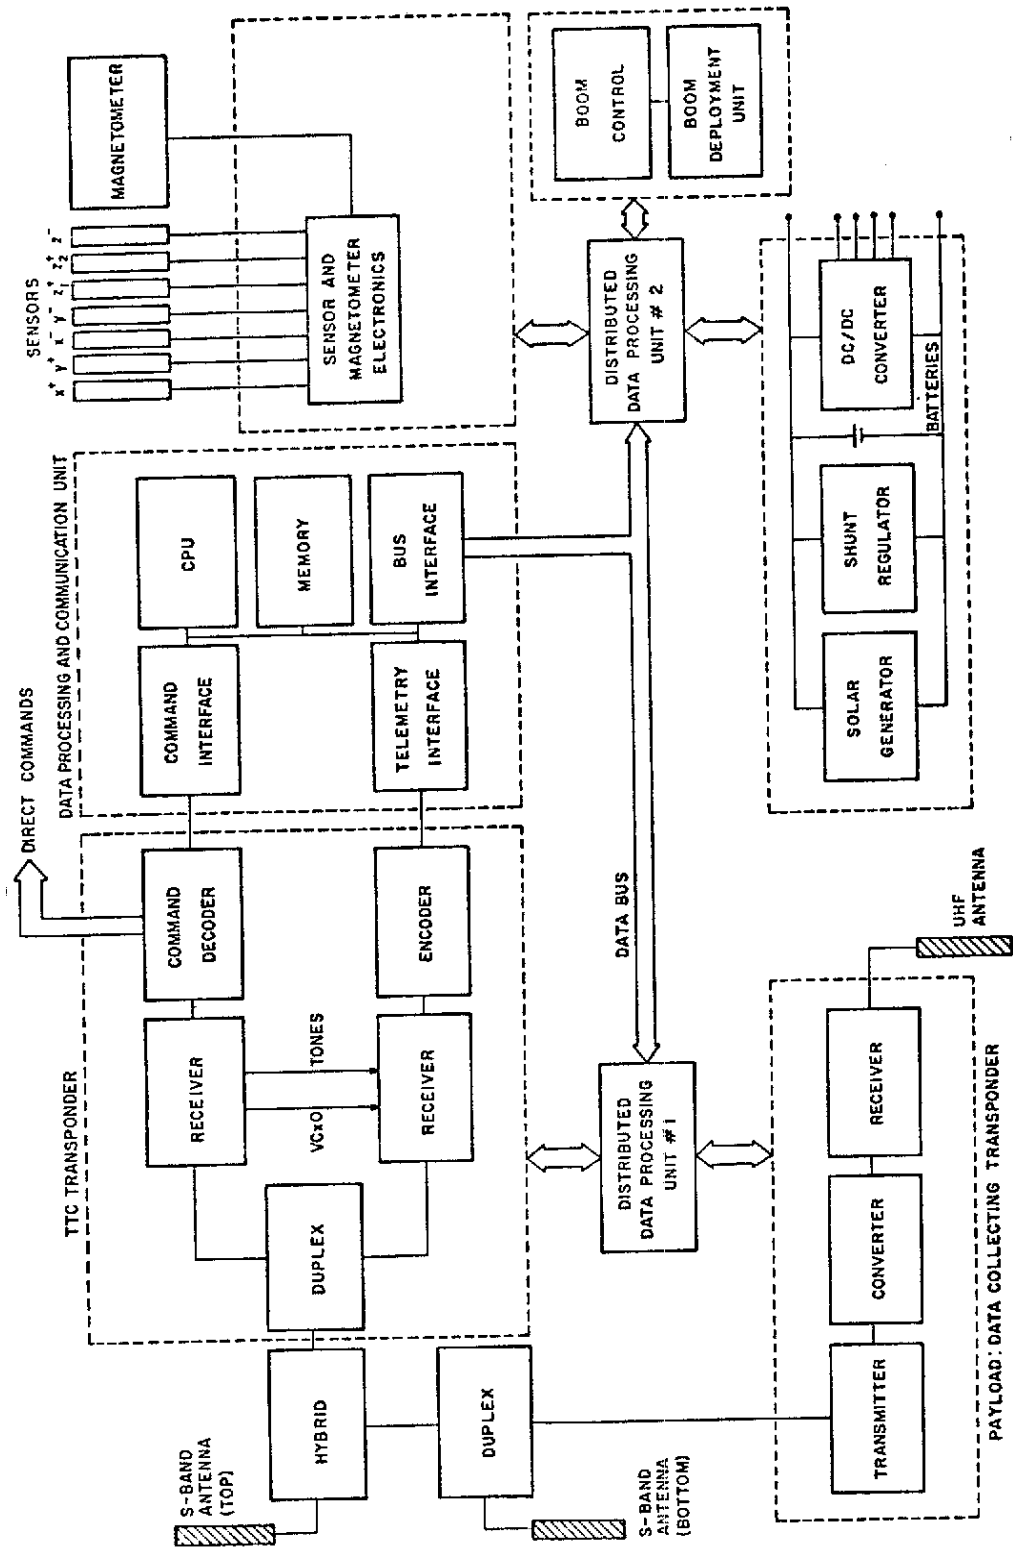 S-BAND
ANTENNA
(TOP)
HYBRID
DUPLEX
S-BAND
ANTENNA
(BOTTOM)
TTC TRANSPONDER
DUPLEX
RECEIVER
VCxO
TONES
RECEIVER
COMMAND
DECODER
ENCODER
DIRECT COMMANDS
DATA PROCESSING AND COMMUNICATION UNIT
COMMAND
INTERFACE
TELEMETRY
INTERFACE
CPU
MEMORY
BUS
INTERFACE
SENSORS
x+ y+ x- y- z1+ z2+ z-
MAGNETOMETER
SENSOR AND
MAGNETOMETER
ELECTRONICS
DISTRIBUTED
DATA PROCESSING
UNIT #1
DATA BUS
DISTRIBUTED
DATA PROCESSING
UNIT # 2
BOOM
CONTROL
BOOM
DEPLOYMENT
UNIT
TRANSMITTER
CONVERTER
RECEIVER
PAYLOAD: DATA COLLECTING TRANSPONDER
UHF
ANTENNA
SOLAR
GENERATOR
SHUNT
REGULATOR
BATTERIES
DC/DC
CONVERTER